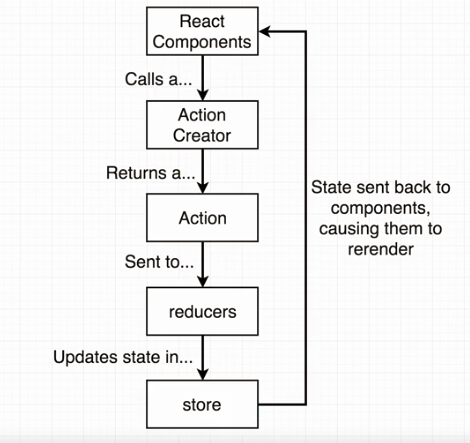 React
Components
Calls a...
Action
Creator
Returns a...
Action
Sent to...
reducers
Updates state in...
store
State sent back to
components,
causing them to
rerender